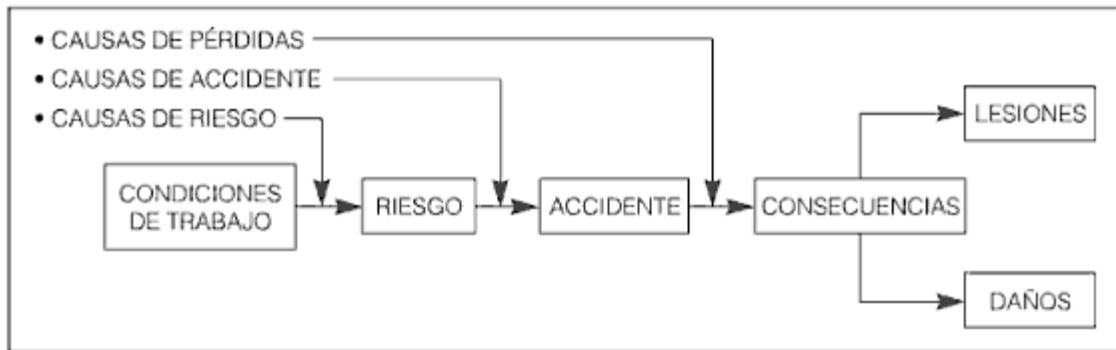 • CAUSAS DE PÉRDIDAS
• CAUSAS DE ACCIDENTE
• CAUSAS DE RIESGO
CONDICIONES
DE TRABAJO
RIESGO
ACCIDENTE
CONSECUENCIAS
LESIONES
DAÑOS